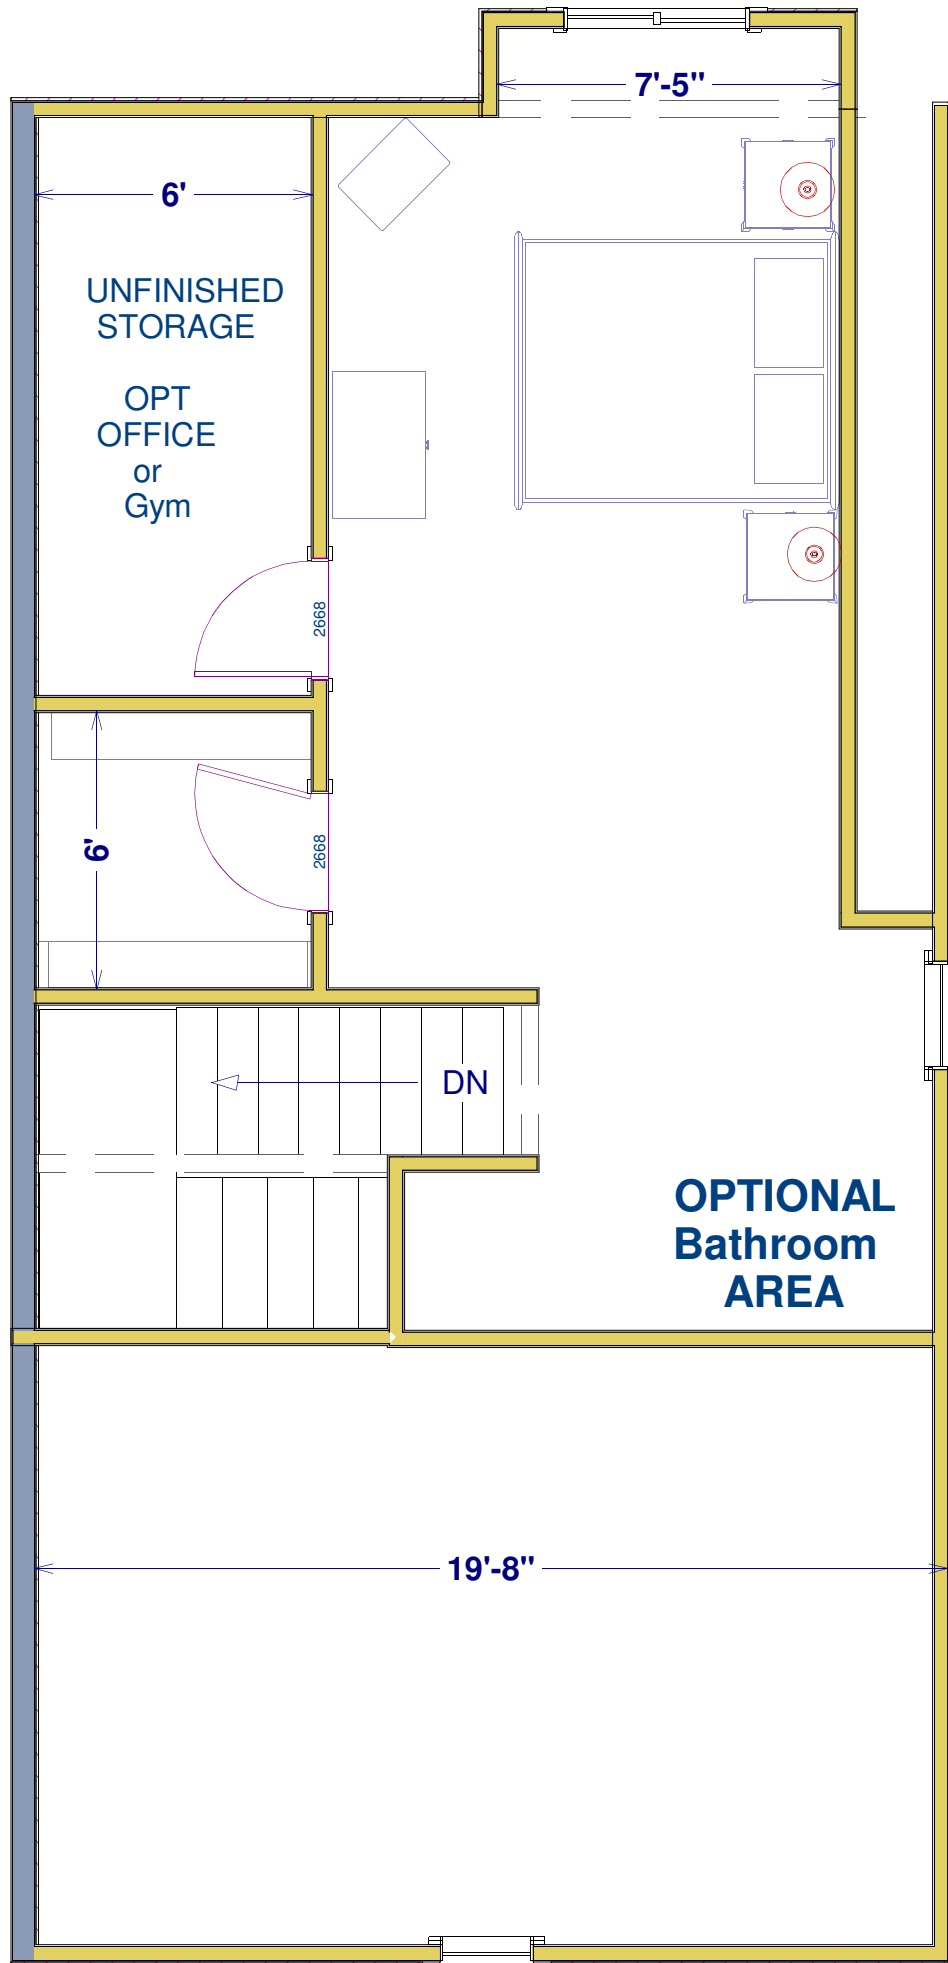 7'-5"
6'
UNFINISHED
STORAGE
OPT
OFFICE
or
Gym
2668
2668
6'
DN
OPTIONAL
Bathroom
AREA
19'-8"